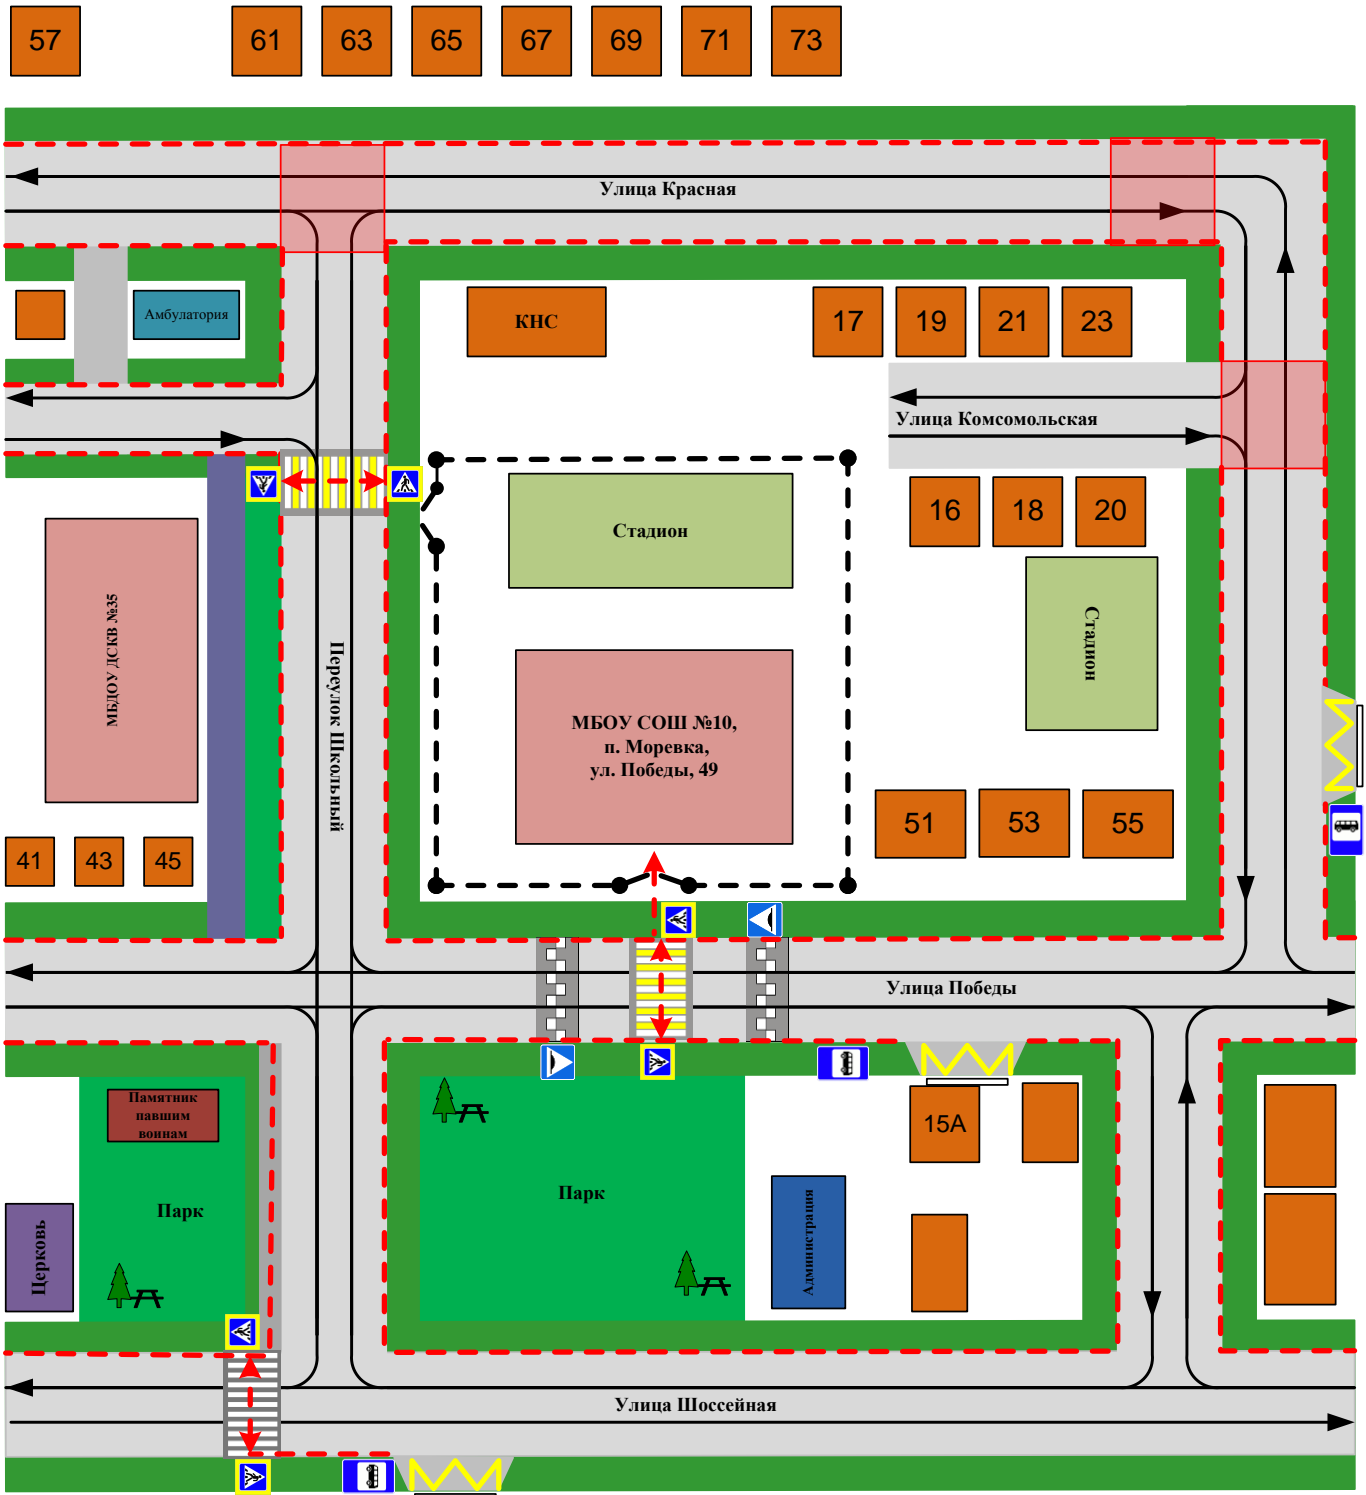 57
61
63
65
67
69
71
73
Улица Красная
Амбулатория
КНС
17
19
21
23
Улица Комсомольская
16
18
20
Стадион
Стадион
МБДОУ ДСКВ №35
Переулок Школьный
МБОУ СОШ №10,
п. Моревка,
ул. Победы, 49
51
53
55
41
43
45
Улица Победы
Памятник
павшим
воннам
Парк
Церковь
Парк
Администрация
15А
Улица Шоссейная